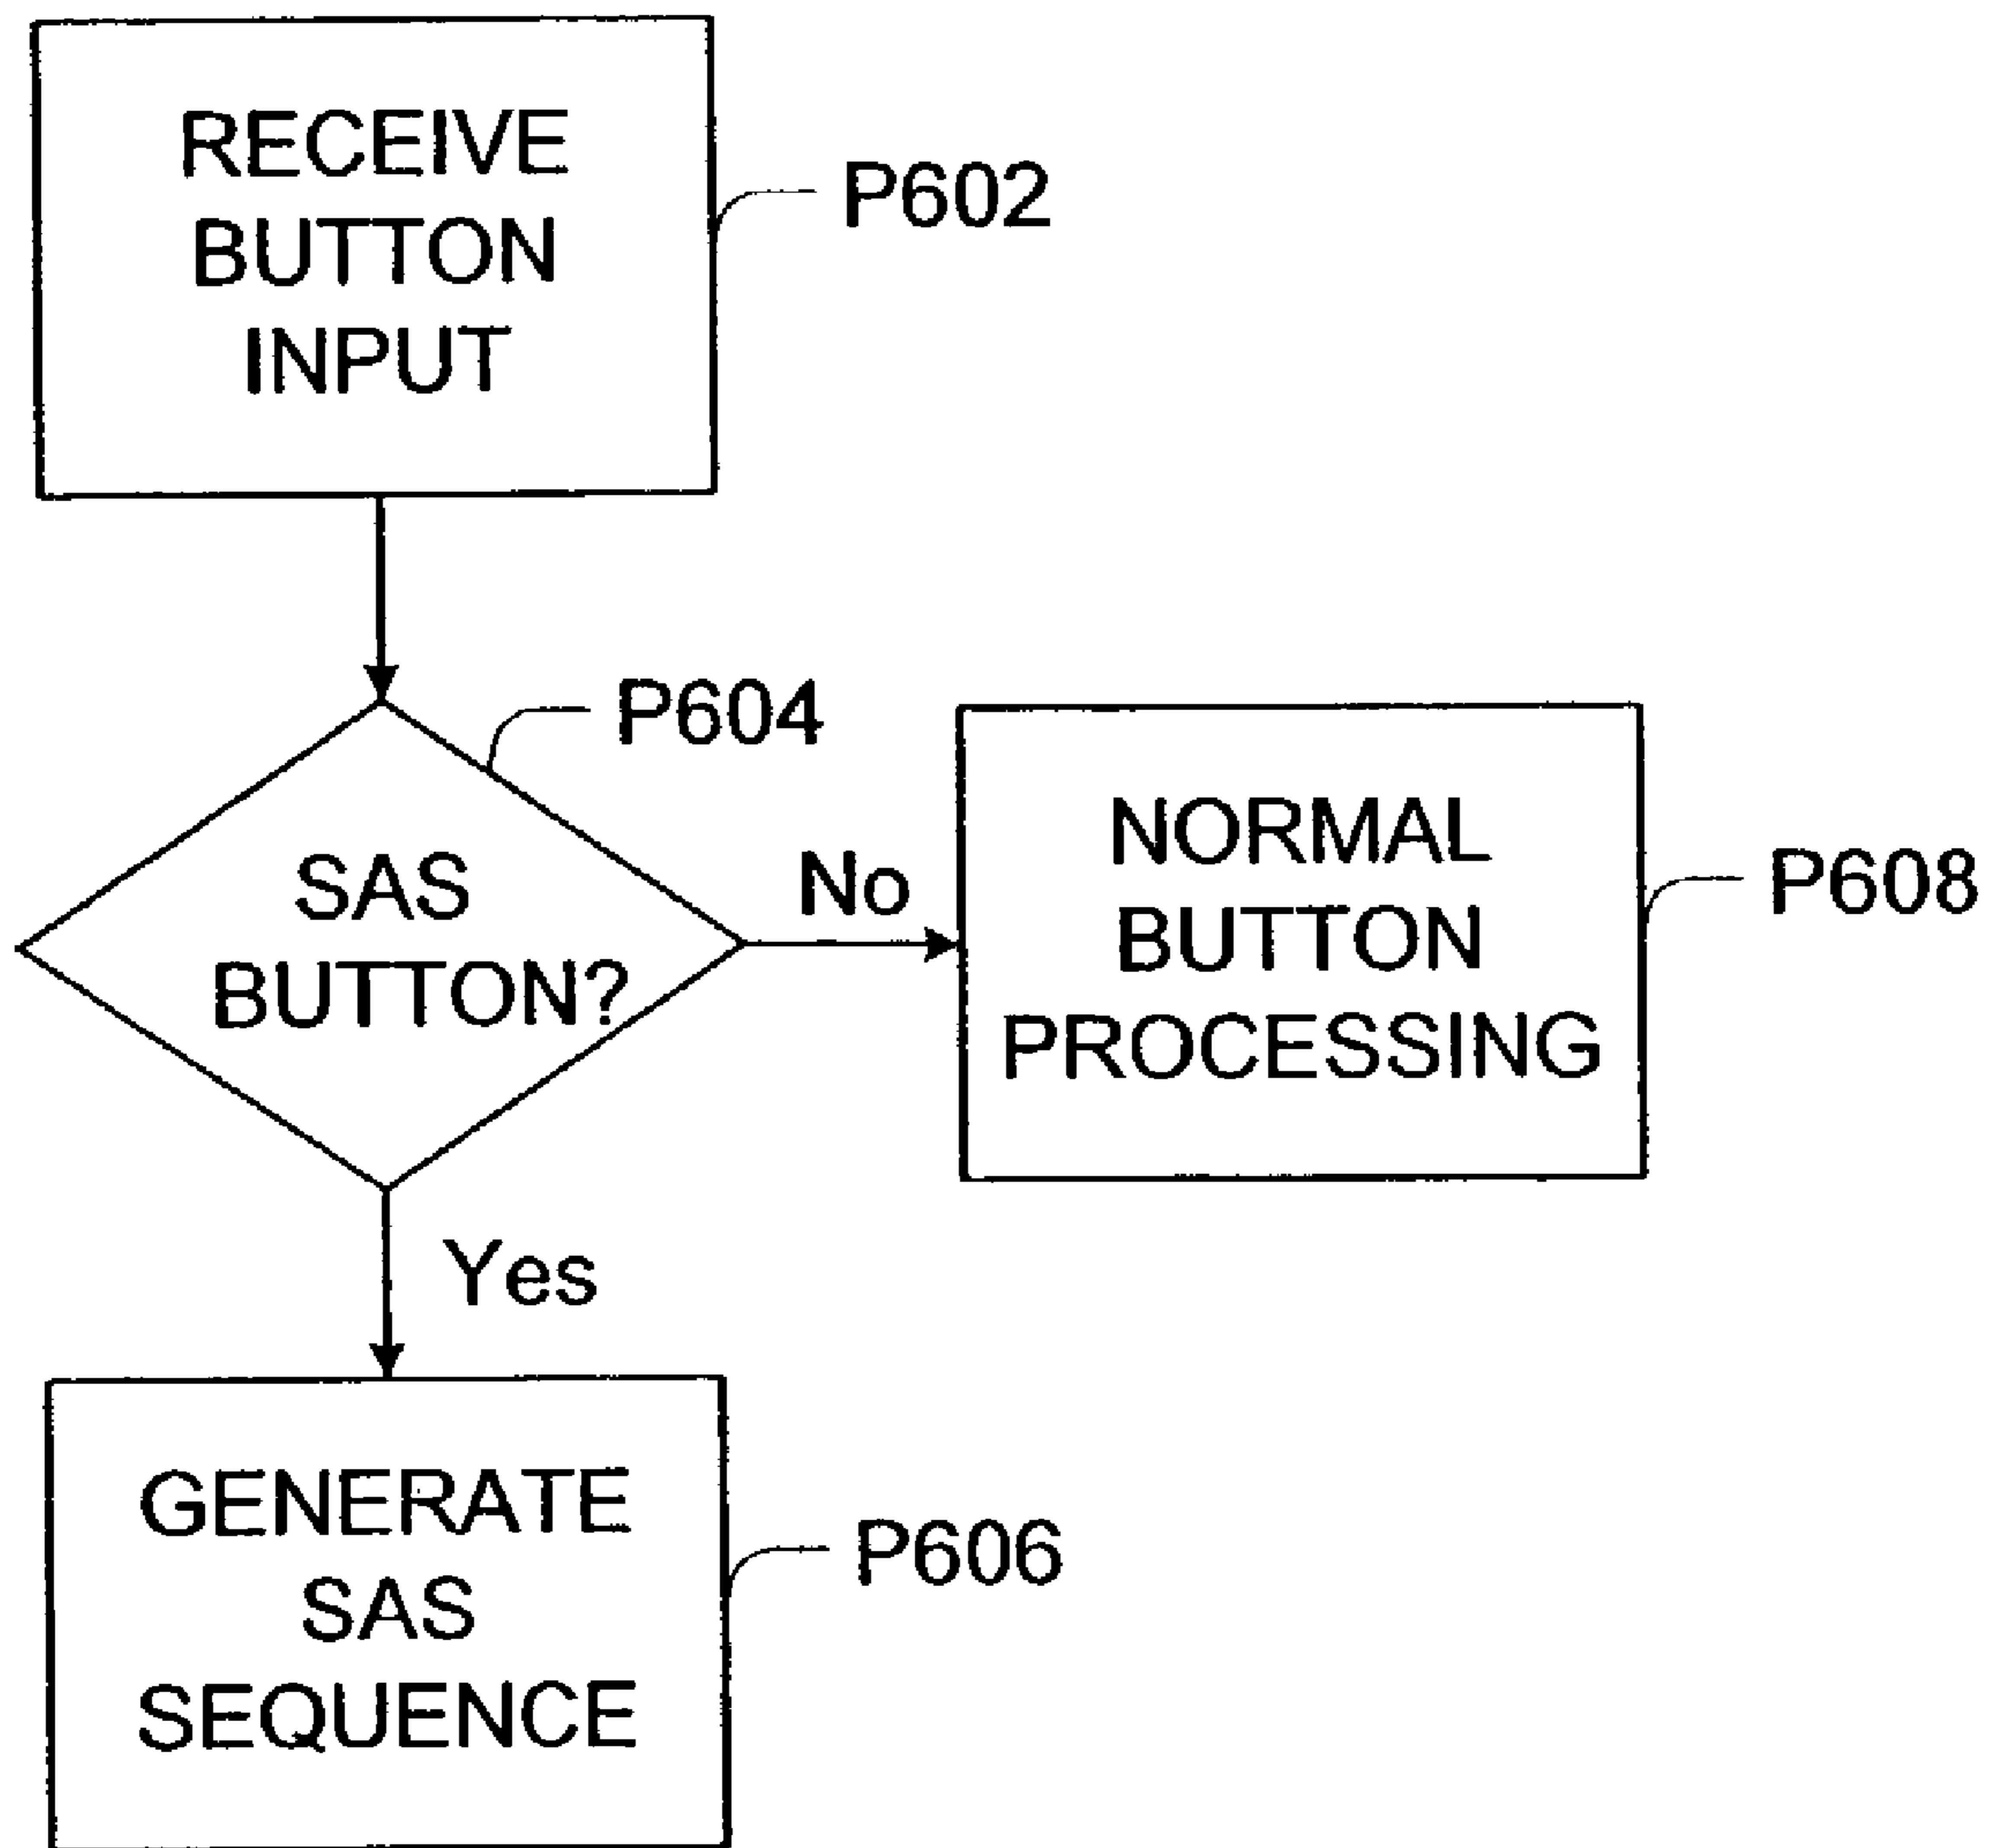 RECEIVE
BUTTON
INPUT
P602
P604
SAS
BUTTON?
No
NORMAL
BUTTON
PROCESSING
P608
Yes
GENERATE
SAS
SEQUENCE
P606